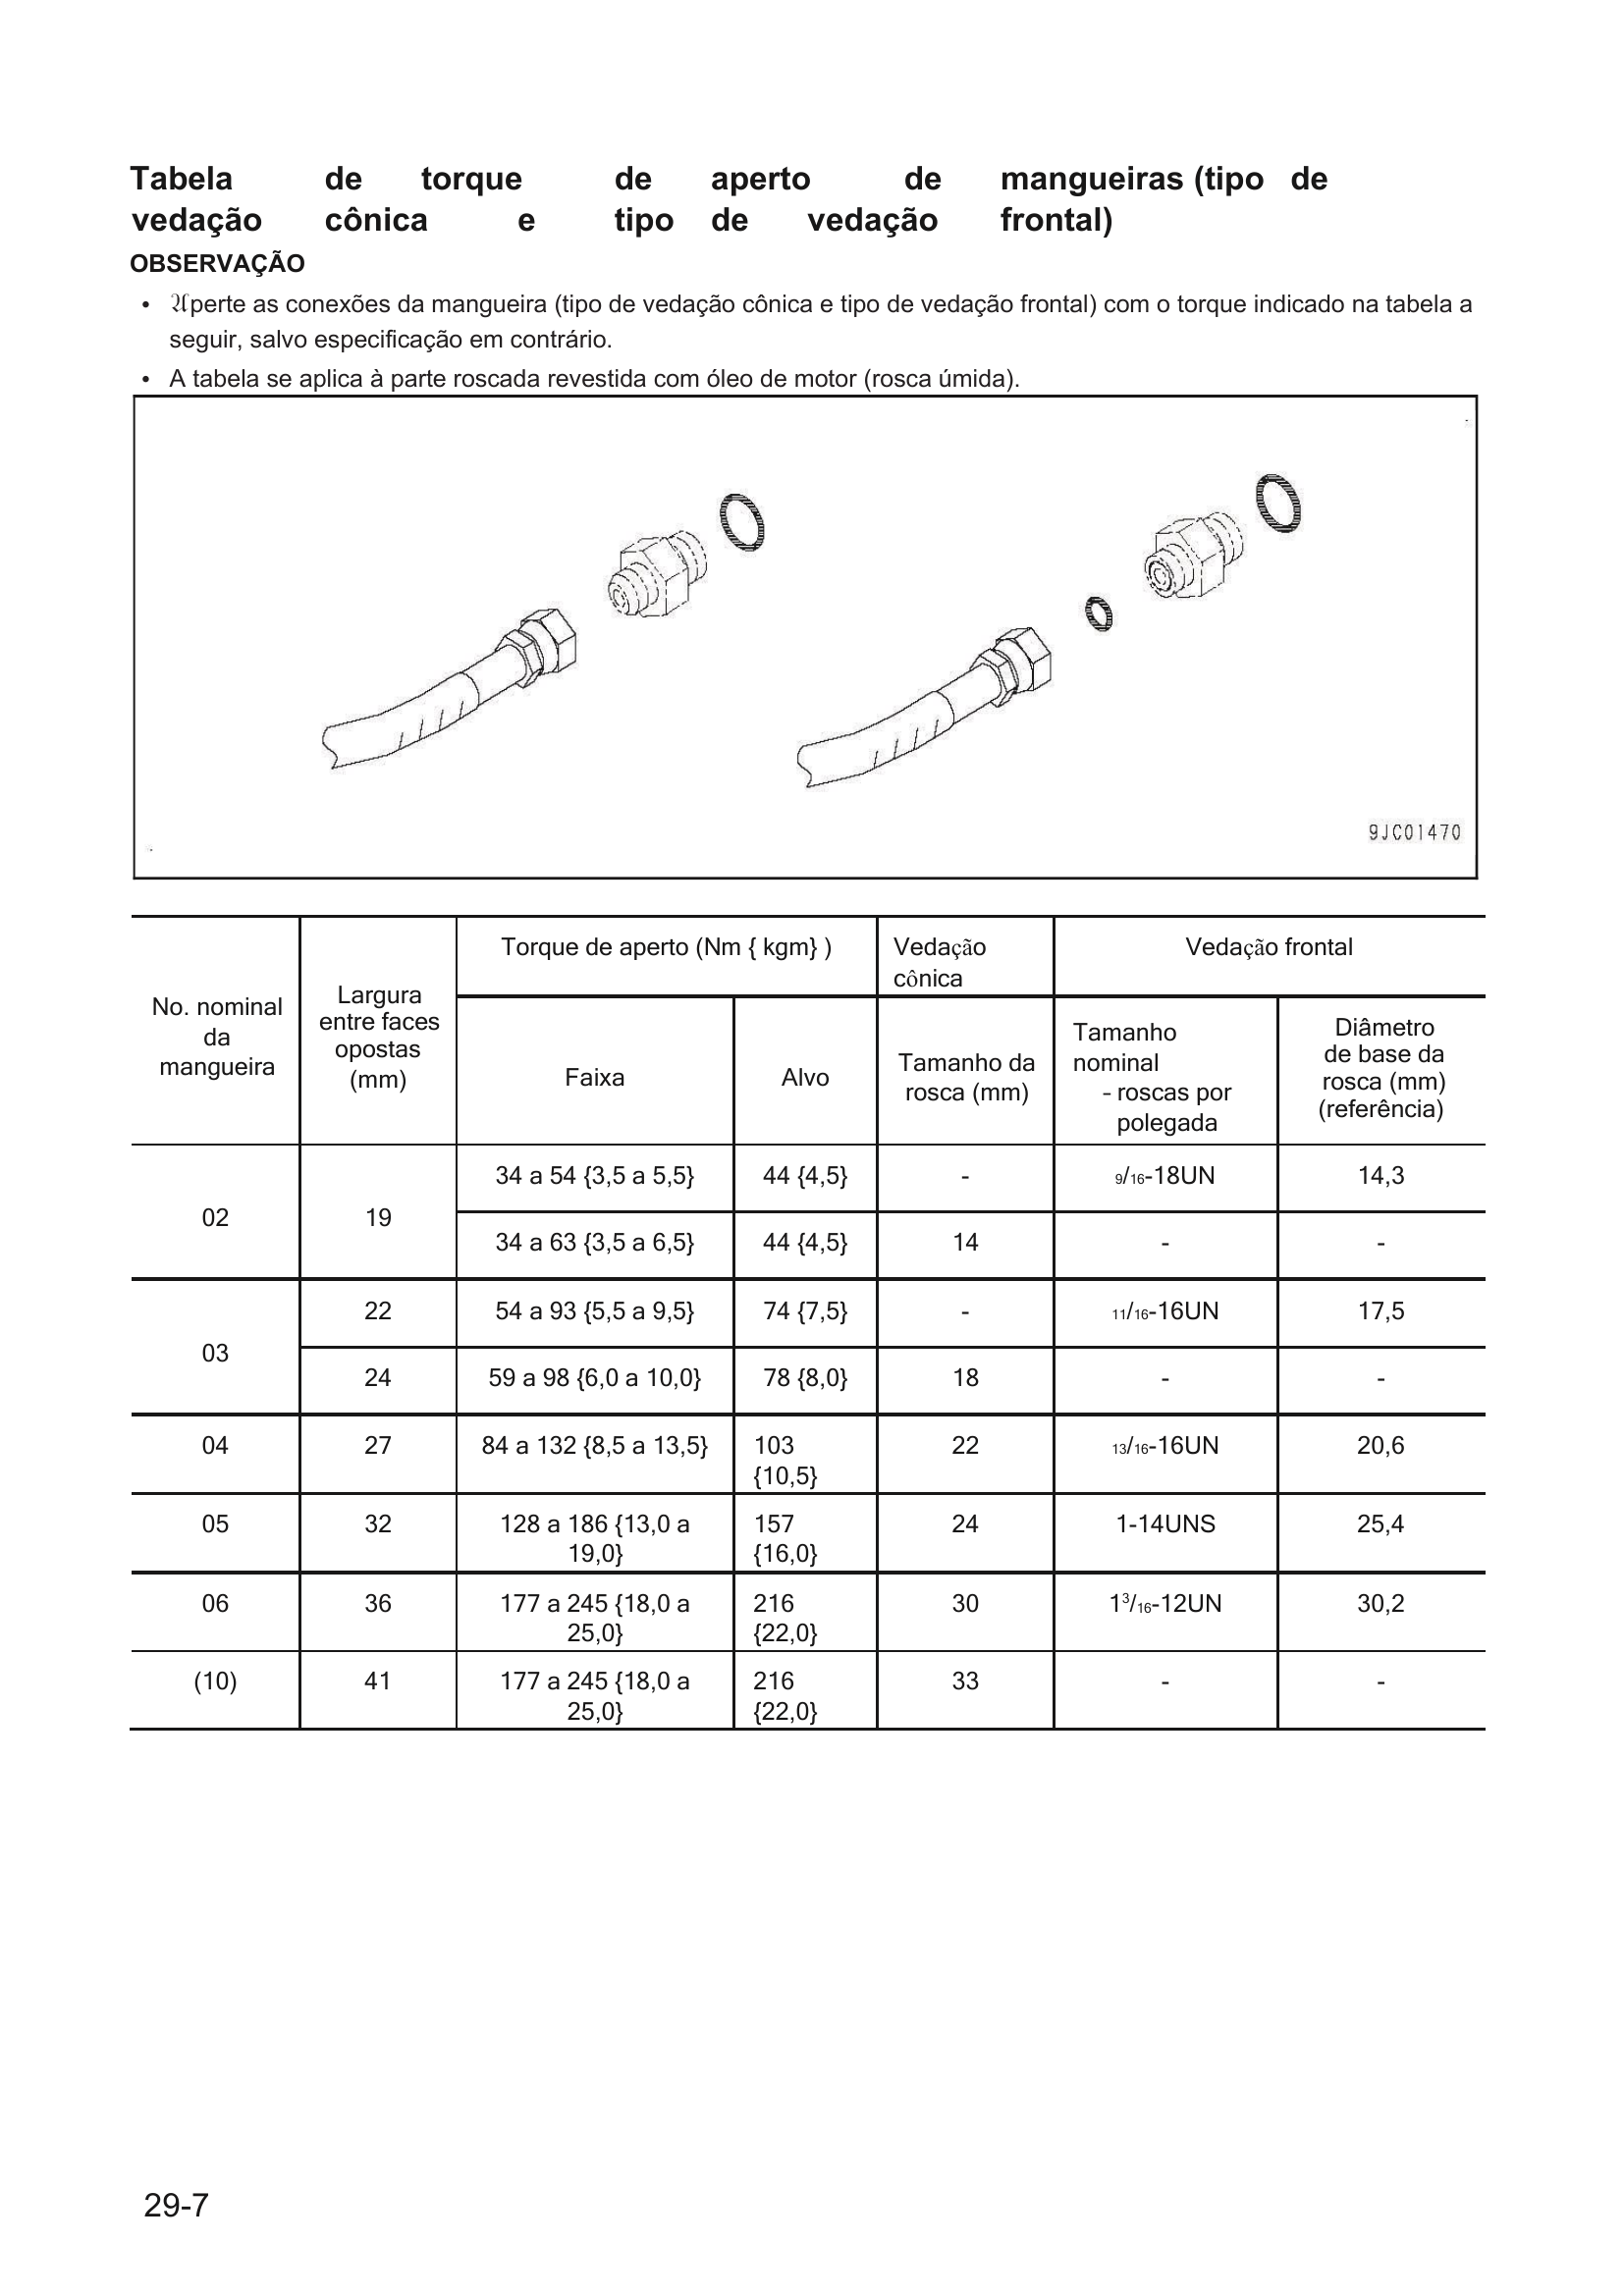 Tabela de torque de aperto de mangueiras (tipo de
vedação cônica e tipo de vedação frontal)
OBSERVAÇÃO
• Aperte as conexões da mangueira (tipo de vedação cônica e tipo de vedação frontal) com o torque indicado na tabela a
seguir, salvo especificação em contrário.
• A tabela se aplica à parte roscada revestida com óleo de motor (rosca úmida).
9JC01470
No. nominal
da
mangueira
Largura
entre faces
opostas
(mm)
Torque de aperto (Nm { kgm} )
Vedação
cônica
Vedação frontal
Faixa
Alvo
Tamanho da
rosca (mm)
Tamanho
nominal
- roscas por
polegada
Diâmetro
de base da
rosca (mm)
(referência)
02 19 34 a 54 {3,5 a 5,5} 44 {4,5} - 9/16-18UN 14,3
34 a 63 {3,5 a 6,5} 44 {4,5} 14 - -
03 22 54 a 93 {5,5 a 9,5} 74 {7,5} - 11/16-16UN 17,5
24 59 a 98 {6,0 a 10,0} 78 {8,0} 18 - -
04 27 84 a 132 {8,5 a 13,5} 103 22 13/16-16UN 20,6
{10,5}
05 32 128 a 186 {13,0 a 157 24 1-14UNS 25,4
19,0} {16,0}
06 36 177 a 245 {18,0 a 216 30 1 3/16-12UN 30,2
25,0} {22,0}
(10) 41 177 a 245 {18,0 a 216 33 - -
25,0} {22,0}
29-7